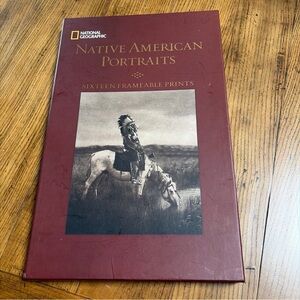 NATIONAL
GEOGRAPHIC
NATIVE AMERICAN
PORTRAITS
SIXTEEN FRAMEABLE PRINTS